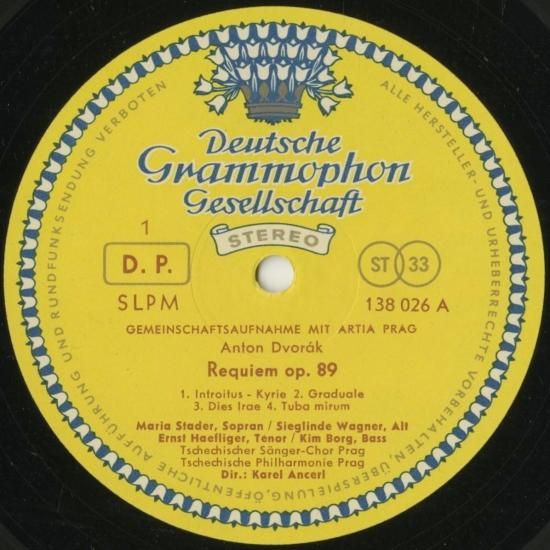 Deutsche
Grammophon
Gesellschaft
STEREO
1
D. P.
SLPM
ST 33
138 026 A
GEMEINSCHAFTSAUFNAHME MIT ARTIA PRAG
Anton Dvorák
Requiem op. 89
1. Introitus - Kyrie 2. Graduale
3. Dies Irae 4. Tuba mirum
Maria Stader, Sopran / Sieglinde Wagner, Alt
Ernst Haefliger, Tenor / Kim Borg, Bass
Tschechischer Sänger-Chor Prag
Tschechische Philharmonie Prag
Dir.: Karel Ancerl
ALLE HERSTELLER- UND URHEBERRECHTE VORBEHALTEN, ÜBERSPIELUNG, ÖFFENTLICHE AUFFÜHRUNG UND RUNDFUNKSENDUNG VERBOTEN